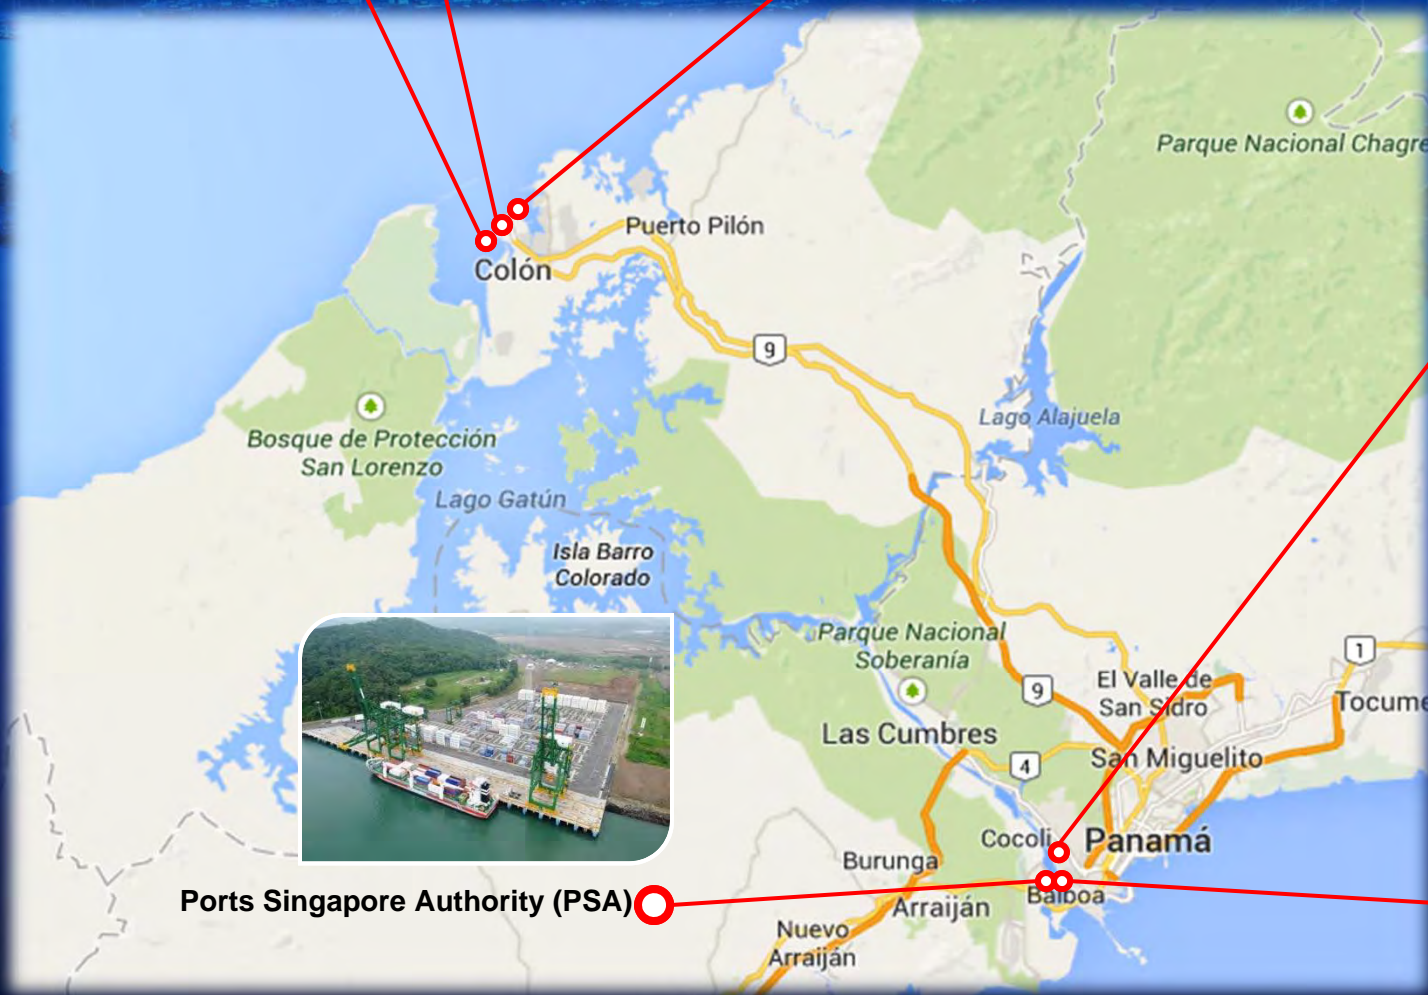 Parque Nacional Chagre
Puerto Pilón
Colón
9
Lago Alajuela
Bosque de Protección
San Lorenzo
Lago Gatún
Isla Barro
Colorado
Parque Nacional
Soberanía
1
El Valle de
San Sidro
9
Tocume
Las Cumbres
San Miguelito
4
Cocoli
Panamá
Burunga
Balboa
Ports Singapore Authority (PSA)
Arraiján
Nuevo
Arraiján